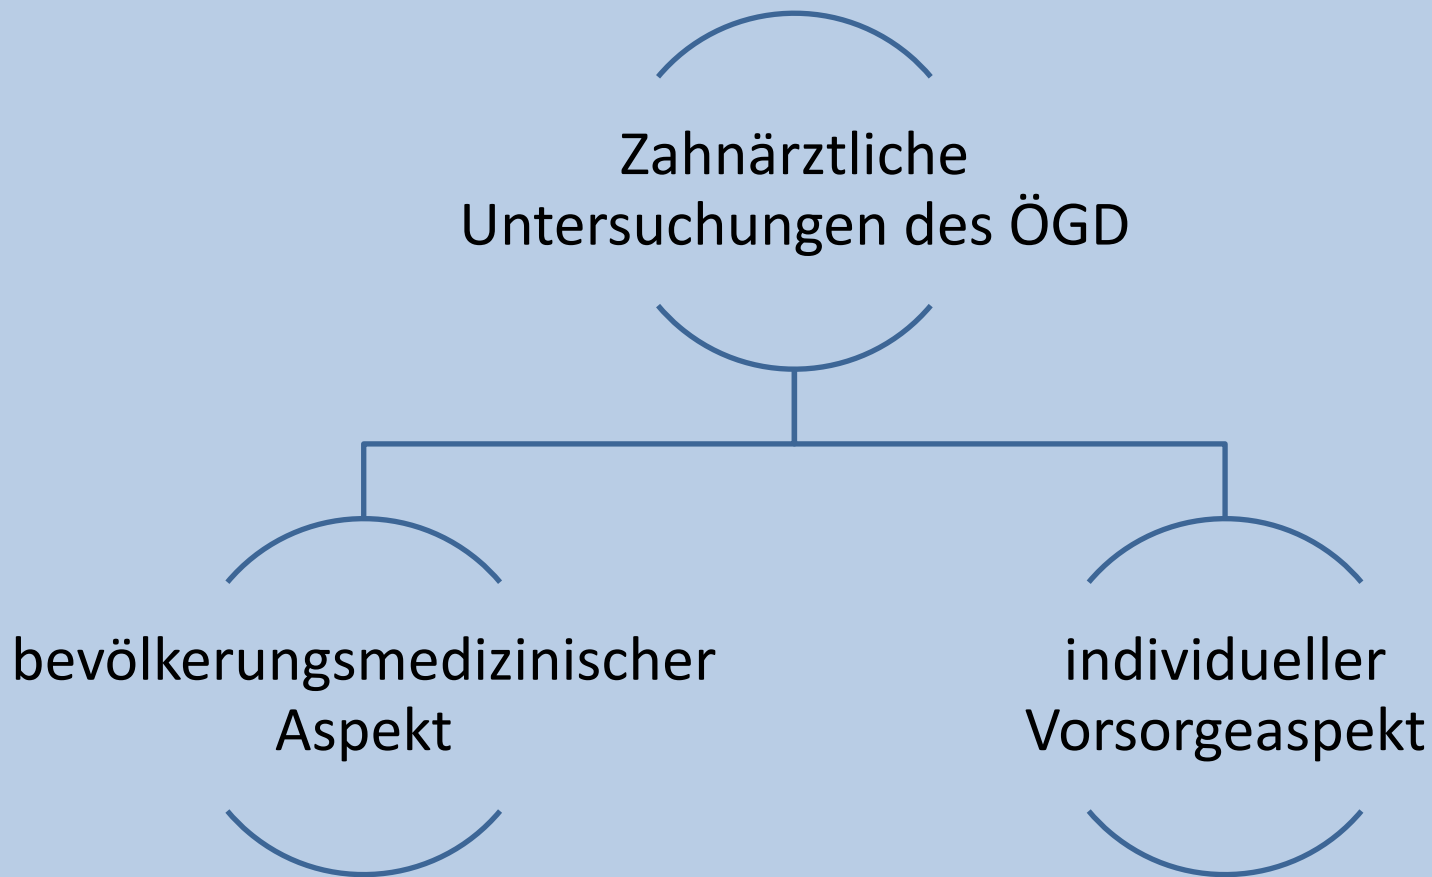 Zahnärztliche
Untersuchungen des ÖGD
bevölkerungsmedizinischer
Aspekt
individueller
Vorsorgeaspekt